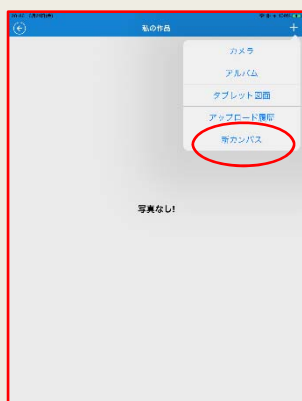 私の作品
カメラ
アルバム
タブレット図面
アップロード履歴
新カンバス
写真なし!